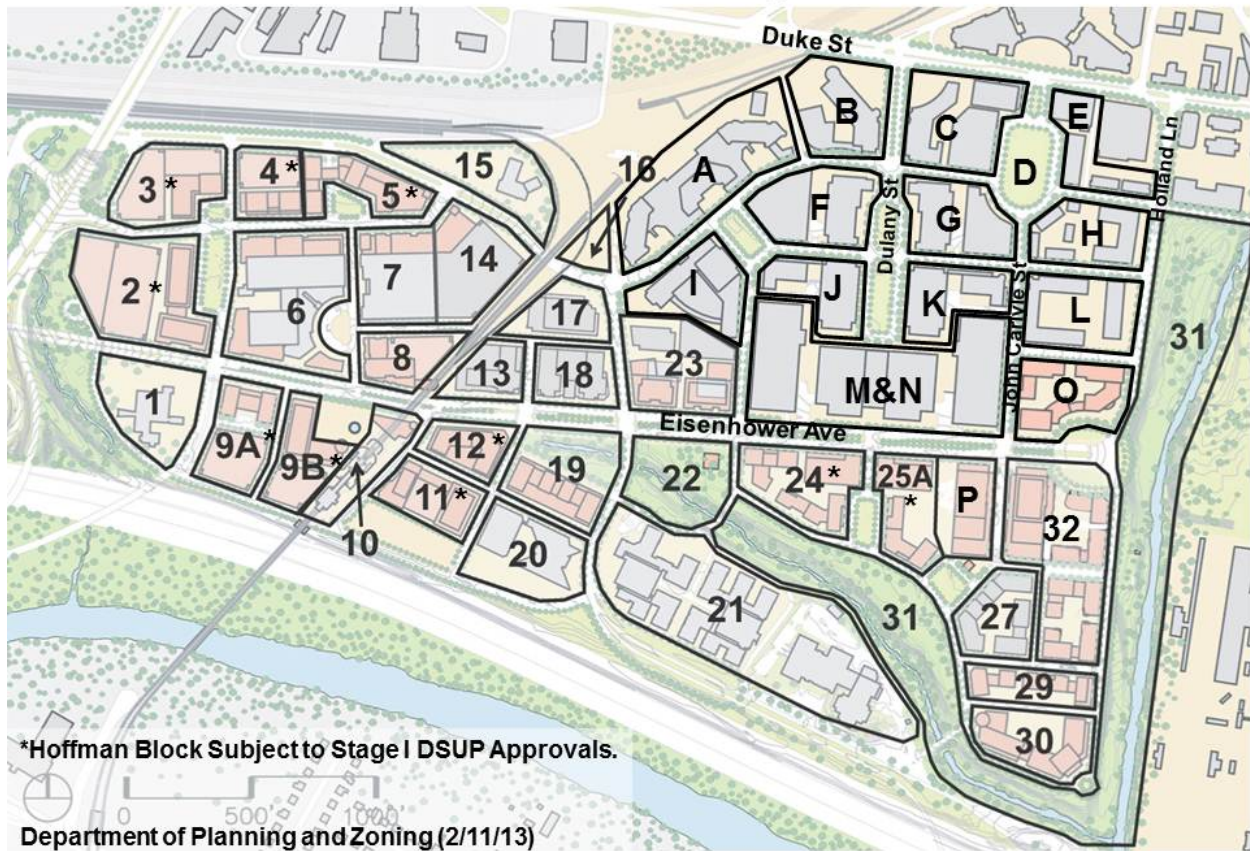 Duke St
B
C
E
Holland Ln
A
D
16
15
4*
3*
5*
F
Dulany St
G
H
2*
7
14
I
J
K
John Carlyle St
L
31
6
17
8
13
18
23
M&N
O
1
Eisenhower Ave
9A*
9B*
12*
19
22
24*
25A
*
P
32
11*
10
20
21
31
27
29
30
*Hoffman Block Subject to Stage I DSUP Approvals.
0 500' 1000'
Department of Planning and Zoning (2/11/13)